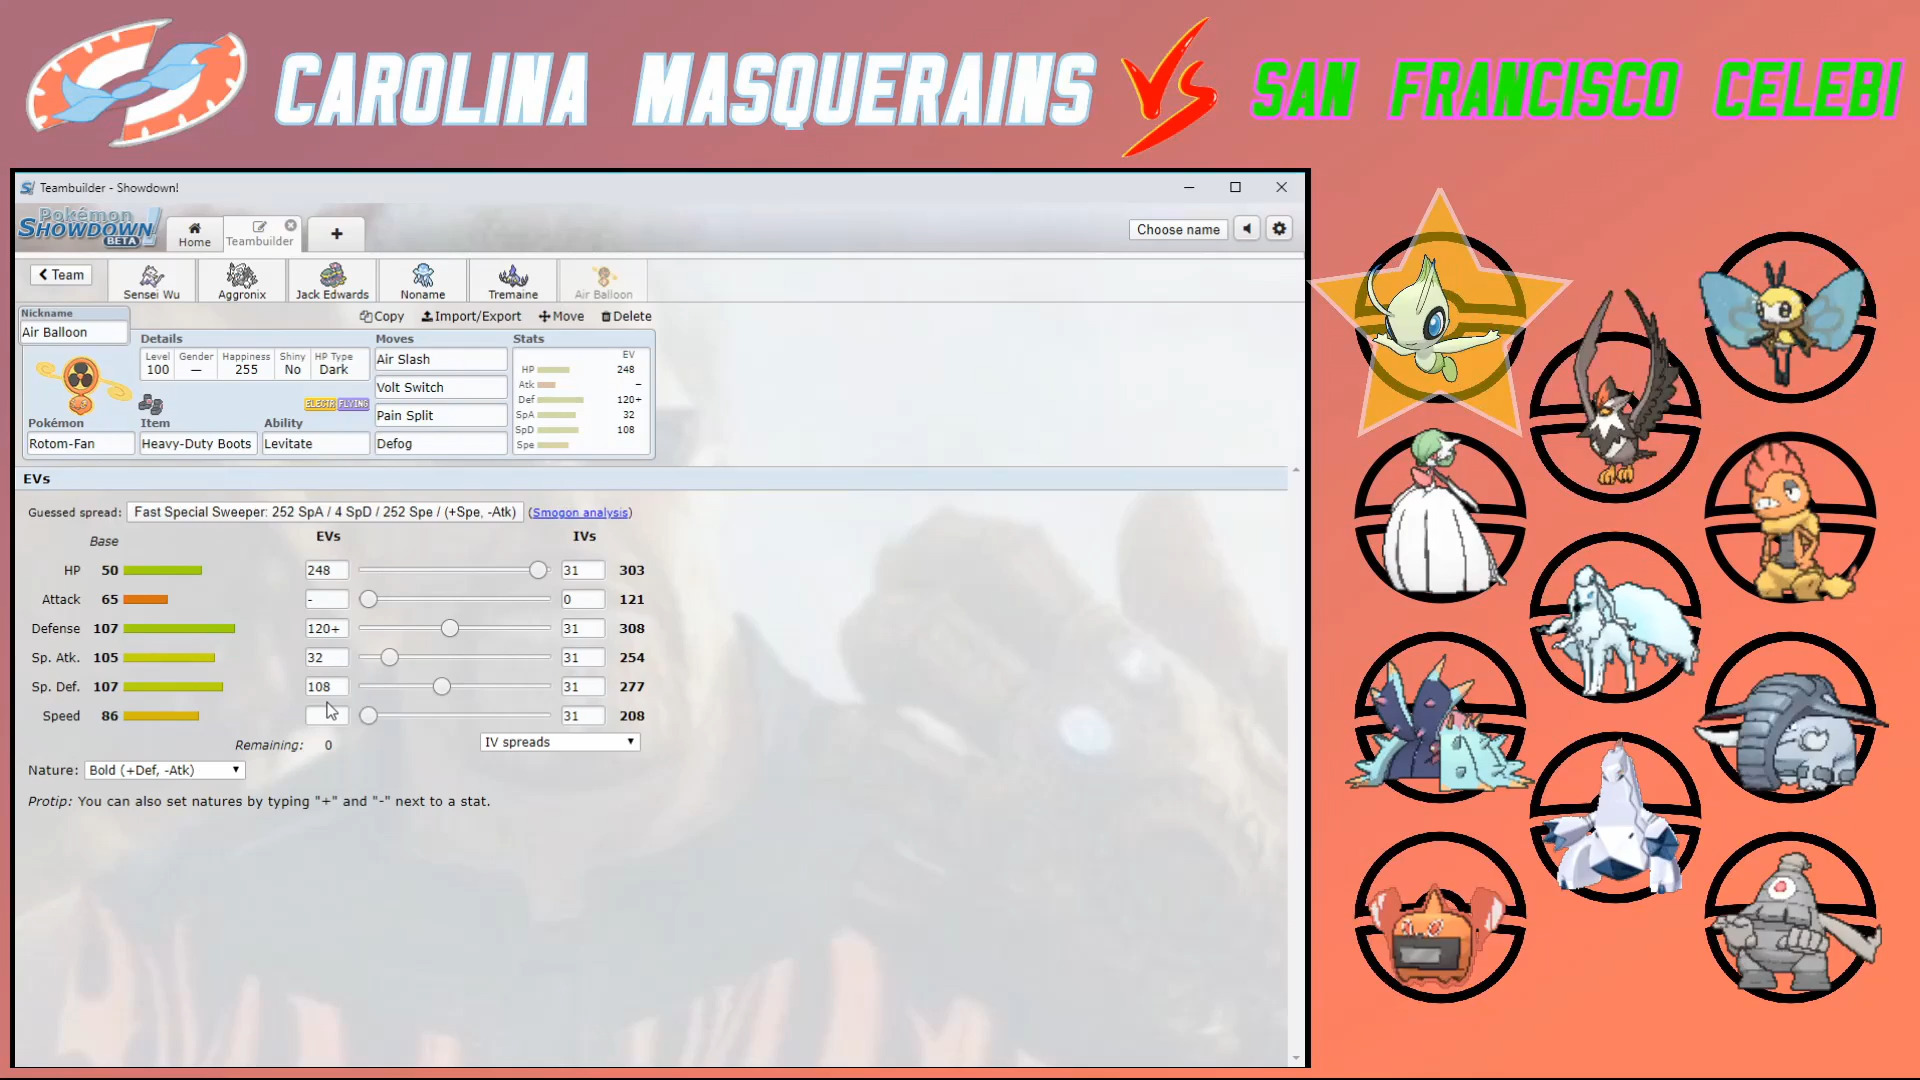 CAROLINA MASQUERAINS VS SAN FRANCISCO CELEBI
Teambuilder - Showdown!
Pokémon
SHOWDOWN!
BETA
Home
Teambuilder
+
Choose name
Team
Sensei Wu
Aggronix
Jack Edwards
Noname
Tremaine
Air Balloon
Copy Import/Export Move Delete
Nickname
Air Balloon
Details
Level Gender Happiness Shiny HP Type
100 — 255 No Dark
ELECTR FLYING
Pokémon Item Ability
Rotom-Fan Heavy-Duty Boots Levitate
Moves
Air Slash
Volt Switch
Pain Split
Defog
Stats
EV
HP 248
Atk –
Def 120+
SpA 32
SpD 108
Spe
EVs
Guessed spread: Fast Special Sweeper: 252 SpA / 4 SpD / 252 Spe / (+Spe, -Atk) (Smogon analysis)
Base EVs IVs
HP 50 248 31 303
Attack 65 - 0 121
Defense 107 120+ 31 308
Sp. Atk. 105 32 31 254
Sp. Def. 107 108 31 277
Speed 86 31 208
Remaining: 0 IV spreads
Nature: Bold (+Def, -Atk)
Protip: You can also set natures by typing "+" and "-" next to a stat.